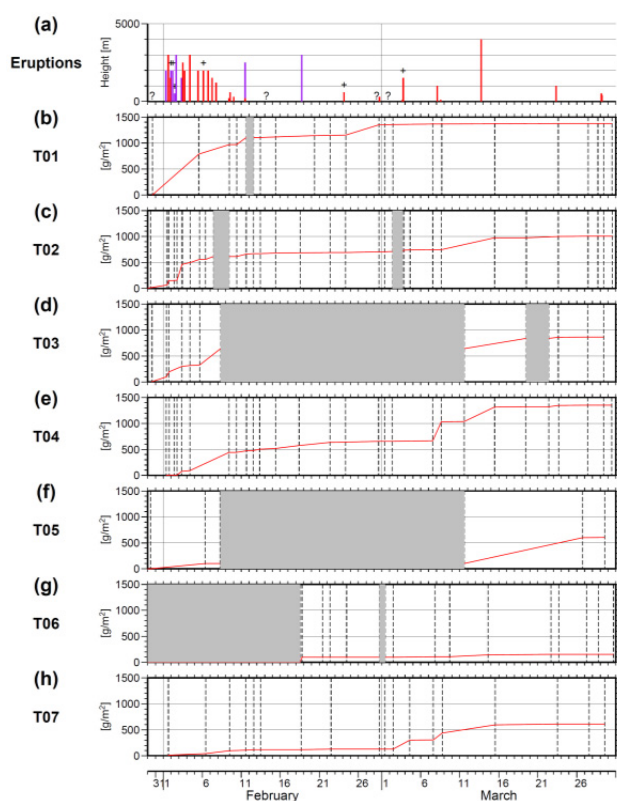 (a)
Eruptions
Height [m]
5000
0
?
+
+
+
?
+
?
?
+
(b)
T01
[g/m²]
1500
1000
500
0
(c)
T02
[g/m²]
1500
1000
500
0
(d)
T03
[g/m²]
1500
1000
500
0
(e)
T04
[g/m²]
1500
1000
500
0
(f)
T05
[g/m²]
1500
1000
500
0
(g)
T06
[g/m²]
1500
1000
500
0
(h)
T07
[g/m²]
1500
1000
500
0
31 1 6 11 16 21 26 1 6 11 16 21 26
February March